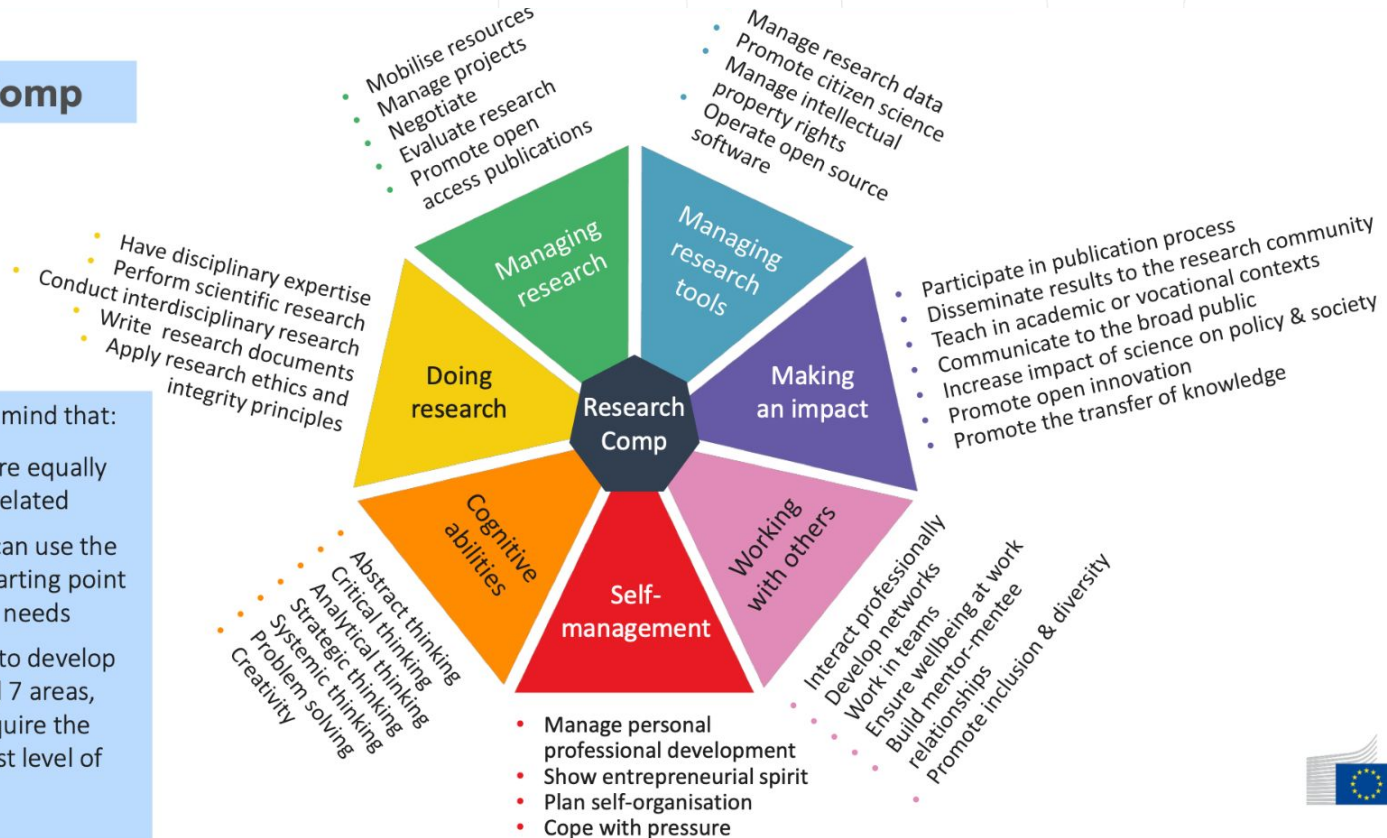 omp
mind that:
re equally
elated
can use the
arting point
needs
to develop
7 areas,
quire the
st level of
Mobilise resources
Manage projects
Negotiate
Evaluate research
Promote open
access publications
Manage research data
Promote citizen science
Manage intellectual
property rights
Operate open source
software
Have disciplinary expertise
Perform scientific research
Conduct interdisciplinary research
Write research documents
Apply research ethics and
integrity principles
Participate in publication process
Disseminate results to the research community
Teach in academic or vocational contexts
Communicate to the broad public
Increase impact of science on policy & society
Promote open innovation
Promote the transfer of knowledge
Managing
research
Managing
research
tools
Doing
research
Making
an impact
Research
Comp
Cognitive
abilities
Self-
management
Working
with others
Abstract thinking
Critical thinking
Analytical thinking
Strategic thinking
Systemic thinking
Problem solving
Creativity
Manage personal
professional development
Show entrepreneurial spirit
Plan self-organisation
Cope with pressure
Interact professionally
Develop networks
Work in teams
Ensure wellbeing at work
Build mentor-mentee
relationships
Promote inclusion & diversity